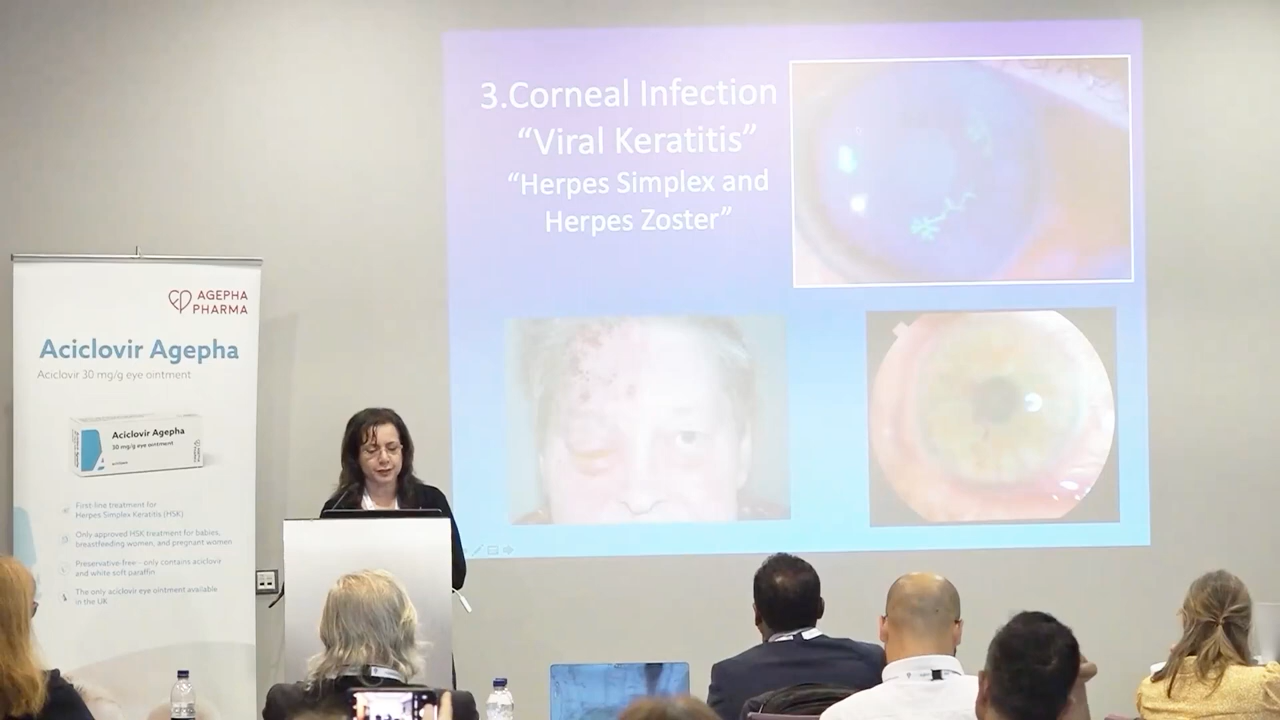 3.Corneal Infection
“Viral Keratitis”
“Herpes Simplex and
Herpes Zoster”
AGEPHA
PHARMA
Aciclovir Agepha
Aciclovir 30 mg/g eye ointment
Aciclovir Agepha
30 mg/g eye ointment
First-line treatment for
Herpes Simplex Keratitis (HSK)
Only approved HSK treatment for babies,
breastfeeding women, and pregnant women
Preservative-free – only contains aciclovir
and white soft paraffin
The only aciclovir eye ointment available
in the UK